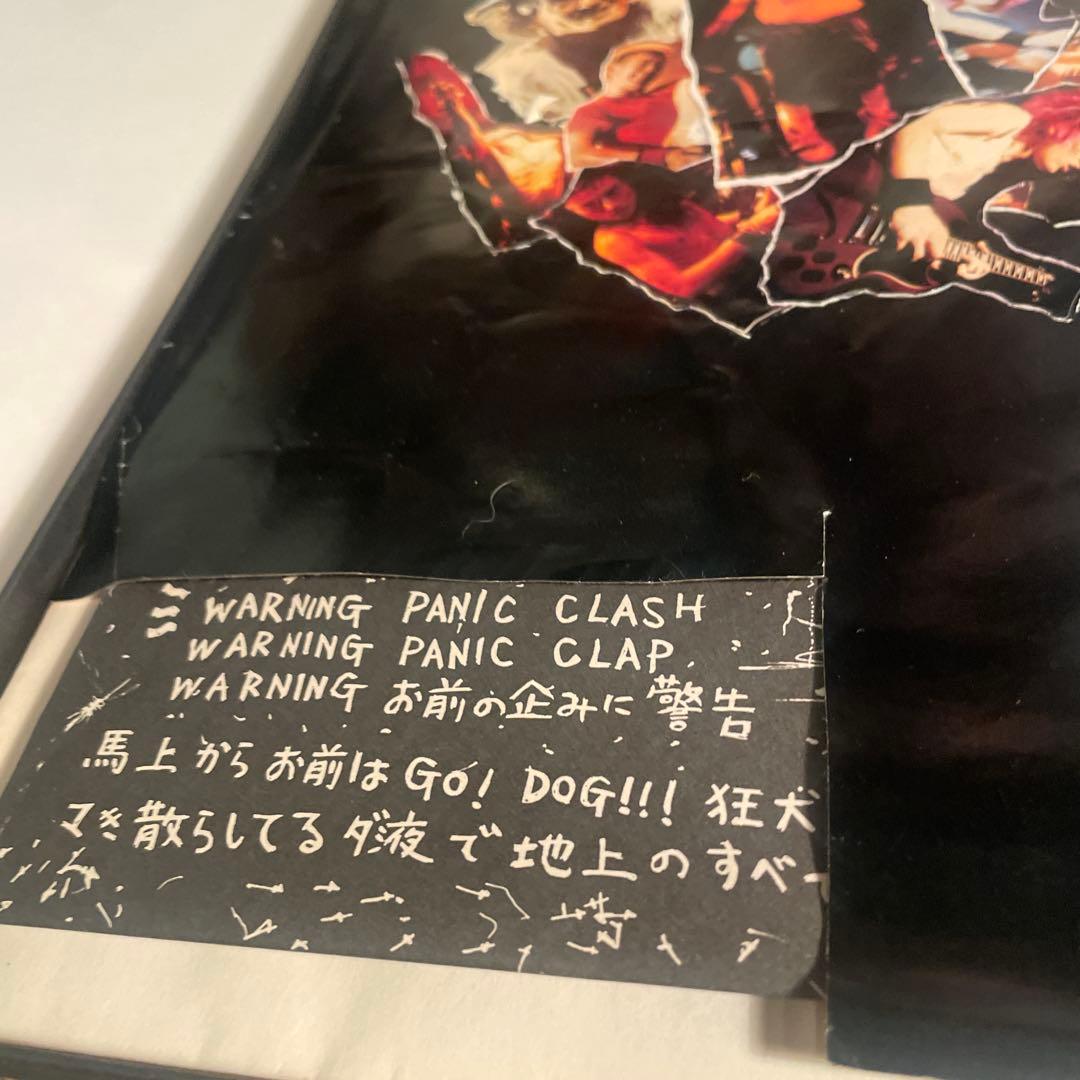 WARNING PANIC CLASH
WARNING PANIC CLAP.
WARNING お前の企みに警告
馬上からお前は GO! DOG!!! 狂犬
マき散らしてるダ液で地上のすべ